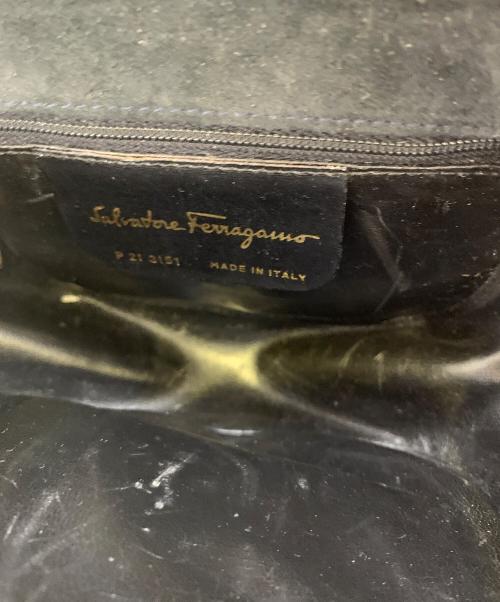 Salvatore Ferragamo
P 21 3151 MADE IN ITALY